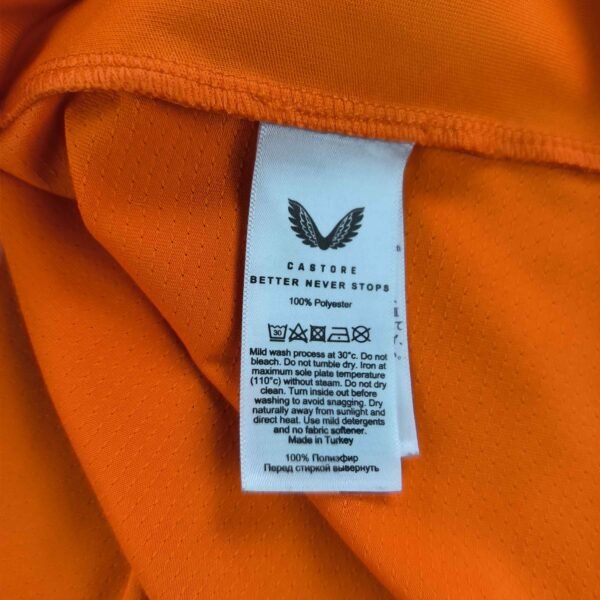 CASTORE
BETTER NEVER STOPS
100% Polyester
30
Mild wash process at 30°c. Do not
bleach. Do not tumble dry. Iron at
maximum sole plate temperature
(110°c) without steam. Do not dry
clean. Turn inside out before
washing to avoid snagging. Dry
naturally away from sunlight and
direct heat. Use mild detergents
and no fabric softener.
Made in Turkey
100% Полиэфир
Перед стиркой вывернуть